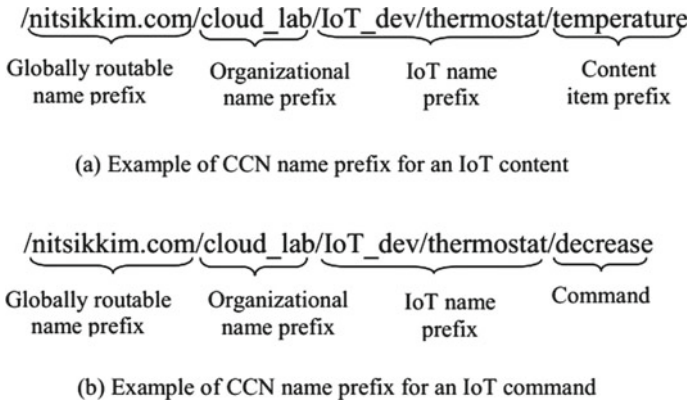 /nitsikkim.com/cloud_lab/IoT_dev/thermostat/temperature
Globally routable Organizational IoT name Content
name prefix name prefix prefix item prefix
(a) Example of CCN name prefix for an IoT content
/nitsikkim.com/cloud_lab/IoT_dev/thermostat/decrease
Globally routable Organizational IoT name Command
name prefix name prefix prefix
(b) Example of CCN name prefix for an IoT command